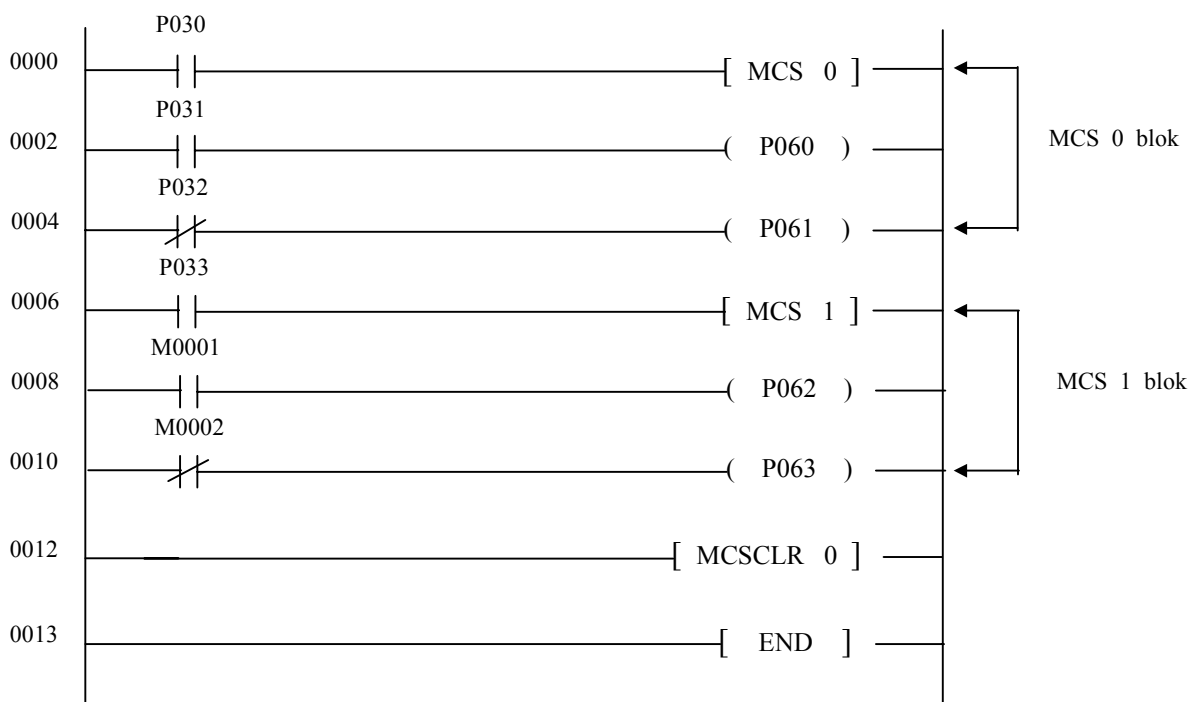 P030
0000 [ MCS 0 ]
P031
MCS 0 blok
0002 ( P060 )
P032
0004 ( P061 )
P033
0006 [ MCS 1 ]
M0001
0008 ( P062 )
MCS 1 blok
M0002
0010 ( P063 )
0012 [ MCSCLR 0 ]
0013 [ END ]